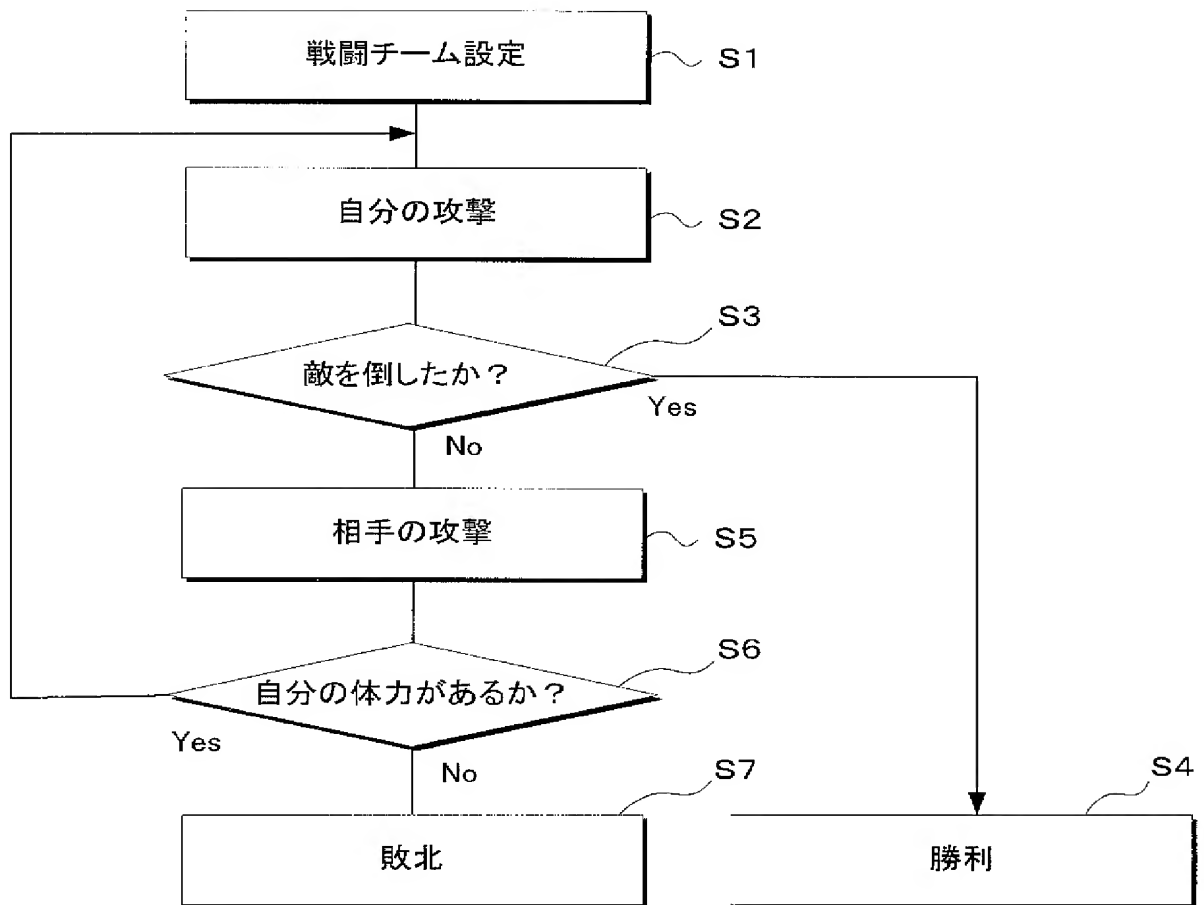 戦闘チーム設定
S1
自分の攻撃
S2
S3
敵を倒したか？
Yes
No
相手の攻撃
S5
S6
自分の体力があるか？
Yes
No
S7
S4
敗北
勝利